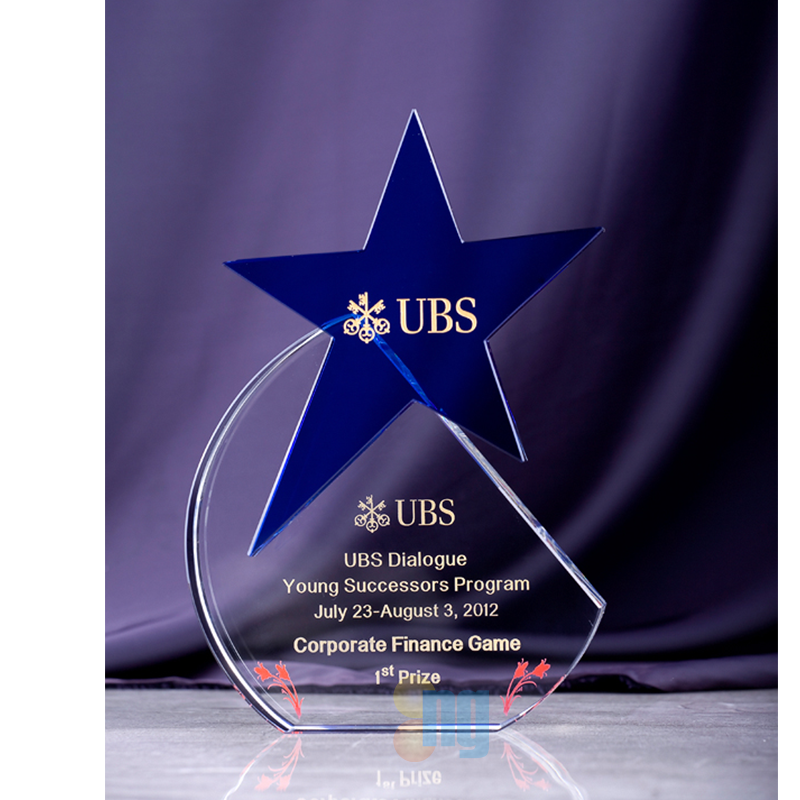 UBS
UBS
UBS Dialogue
Young Successors Program
July 23-August 3, 2012
Corporate Finance Game
1st Prize